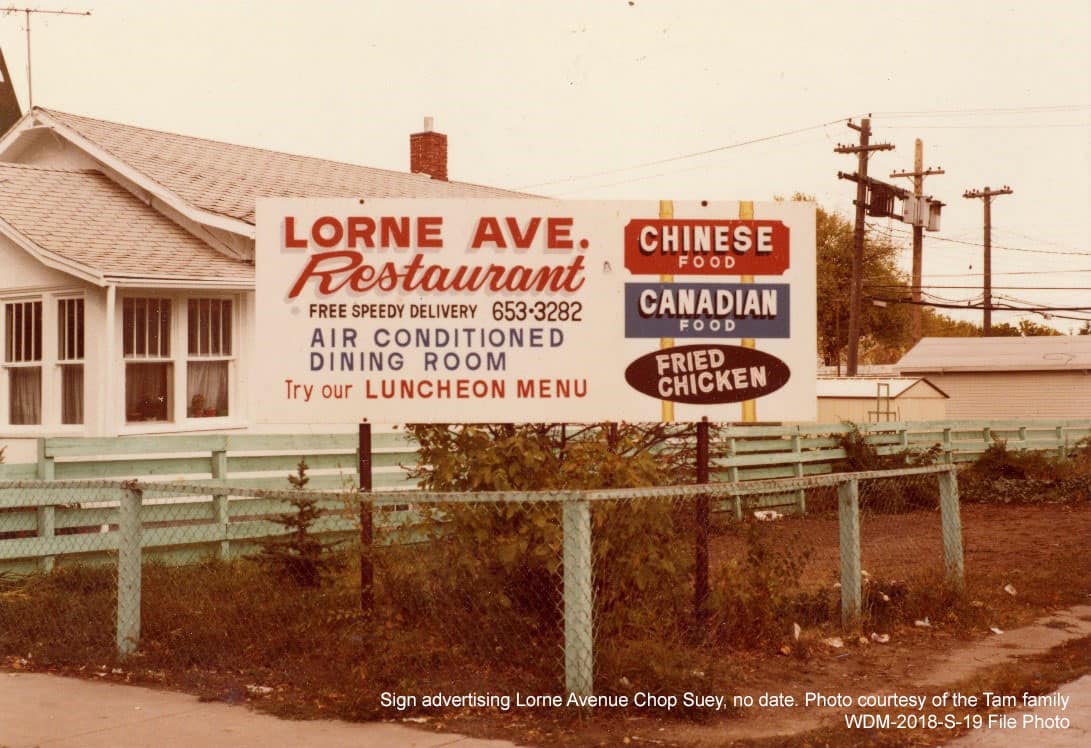 LORNE AVE.
Restaurant
FREE SPEEDY DELIVERY 653•3282
AIR CONDITIONED
DINING ROOM
Try our LUNCHEON MENU
CHINESE
FOOD
CANADIAN
FOOD
FRIED
CHICKEN
Sign advertising Lorne Avenue Chop Suey, no date. Photo courtesy of the Tam family
WDM-2018-S-19 File Photo